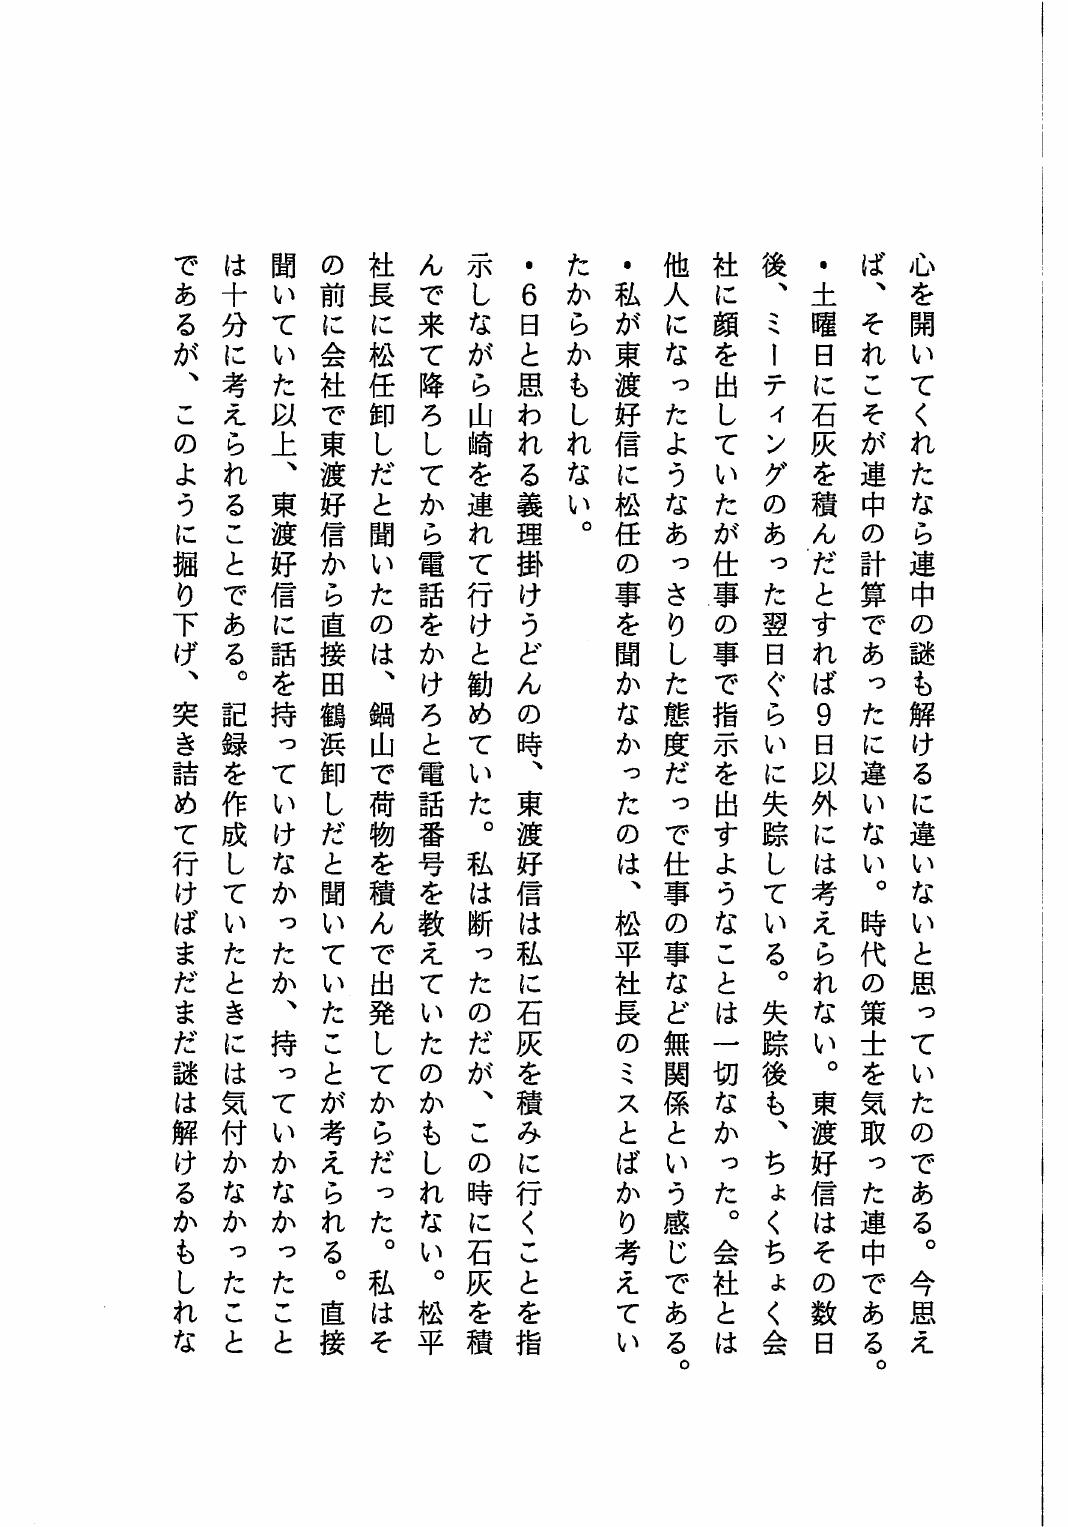 心を開いてくれたなら連中の謎も解けるに違いないと思っていたのである。今思え
ば、それこそが連中の計算であったに違いない。時代の策士を気取った連中である。
・土曜日に石灰を積んだとすれば９日以外には考えられない。東渡好信はその数日
後、ミーティングのあった翌日ぐらいに失踪している。失踪後も、ちょくちょく会
社に顔を出していたが仕事の事で指示を出すようなことは一切なかった。会社とは
他人になったようなあっさりした態度だっで仕事の事など無関係という感じである。
・私が東渡好信に松任の事を聞かなかったのは、松平社長のミスとばかり考えてい
たからかもしれない。
・６日と思われる義理掛けうどんの時、東渡好信は私に石灰を積みに行くことを指
示しながら山崎を連れて行けと勧めていた。私は断ったのだが、この時に石灰を積
んで来て降ろしてから電話をかけろと電話番号を教えていたのかもしれない。松平
社長に松任卸しだと聞いたのは、鍋山で荷物を積んで出発してからだった。私はそ
の前に会社で東渡好信から直接田鶴浜卸しだと聞いていたことが考えられる。直接
聞いていた以上、東渡好信に話を持っていけなかったか、持っていかなかったこと
は十分に考えられることである。記録を作成していたときには気付かなかったこと
であるが、このように掘り下げ、突き詰めて行けばまだまだ謎は解けるかもしれな